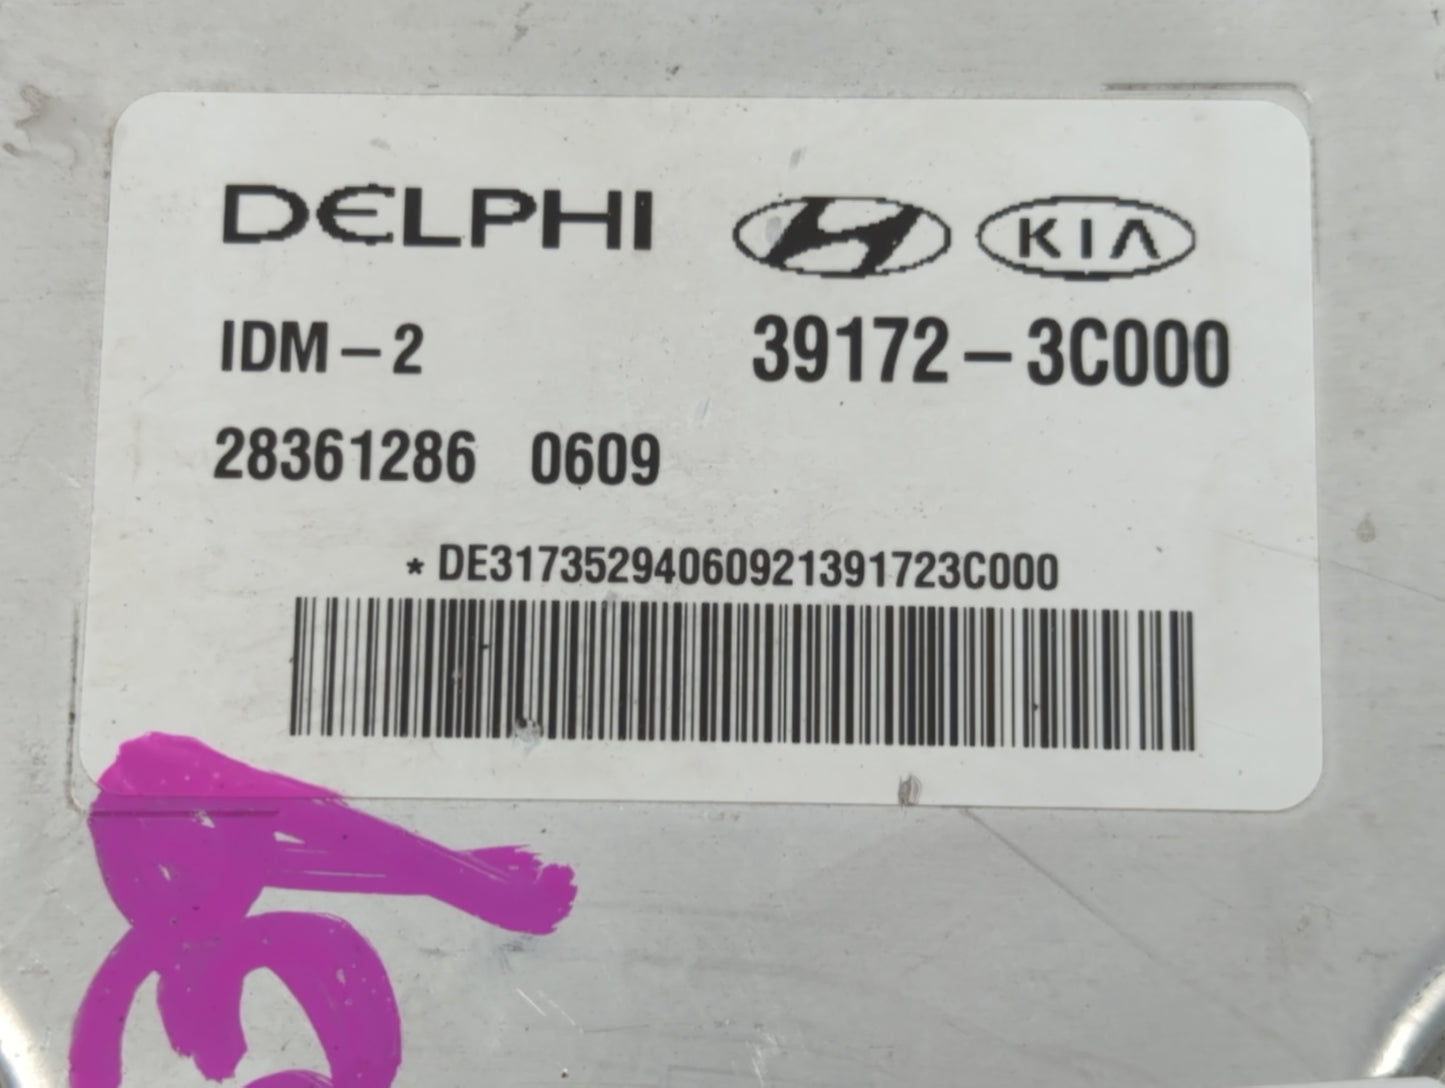 DELPHI H KIA
IDM-2 39172-3C000
28361286 0609
* DE31735294060921391723C000